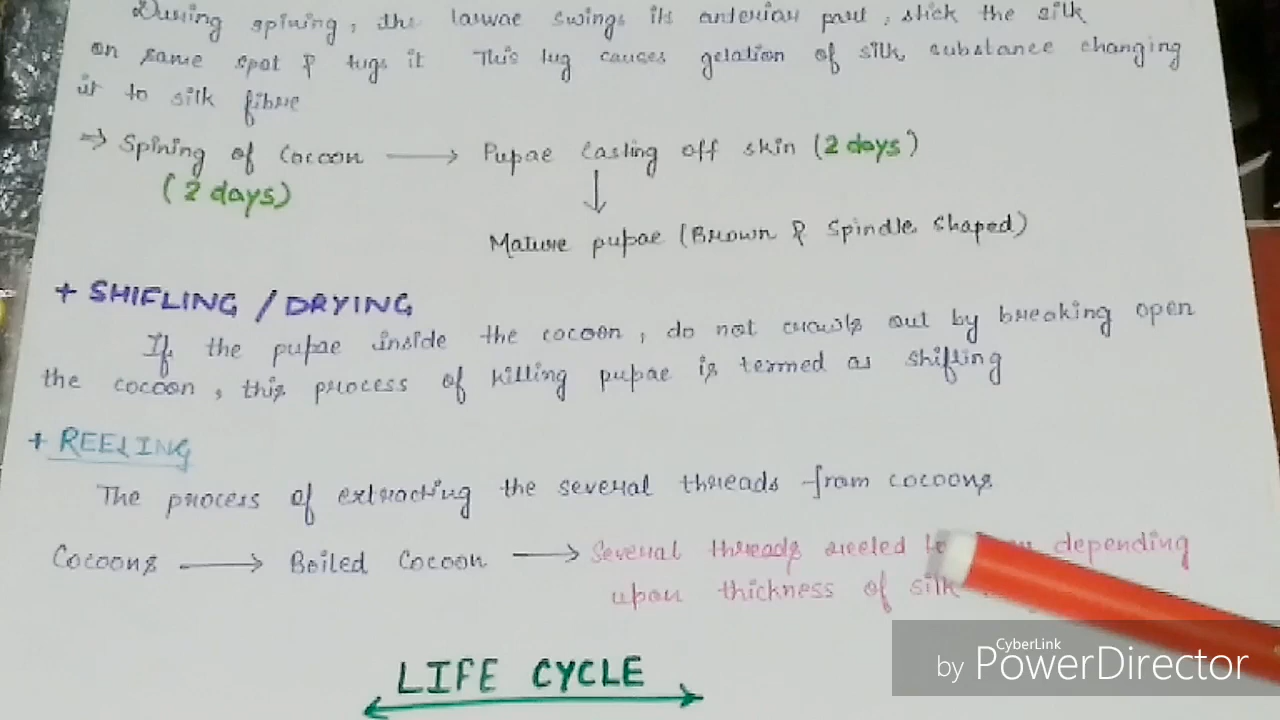 During spining, the larvae swings its anterior part, stick the silk
on same spot & tugs it This tug causes gelation of silk substance changing
it to silk fibre
⇒ Spining of Cocoon → Pupae Casting off skin (2 days)
(2 days)
↓
Mature pupae (Brown & Spindle Shaped)
+ SHIFLING / DRYING
If the pupae inside the cocoon, do not crawls out by breaking open
the cocoon, this process of killing pupae is termed as shifling
+ REELING
The process of extracting the several threads from cocoons
Cocoons → Boiled Cocoon → Several threads reeled depending
upon thickness of silk
LIFE CYCLE
CyberLink
by PowerDirector